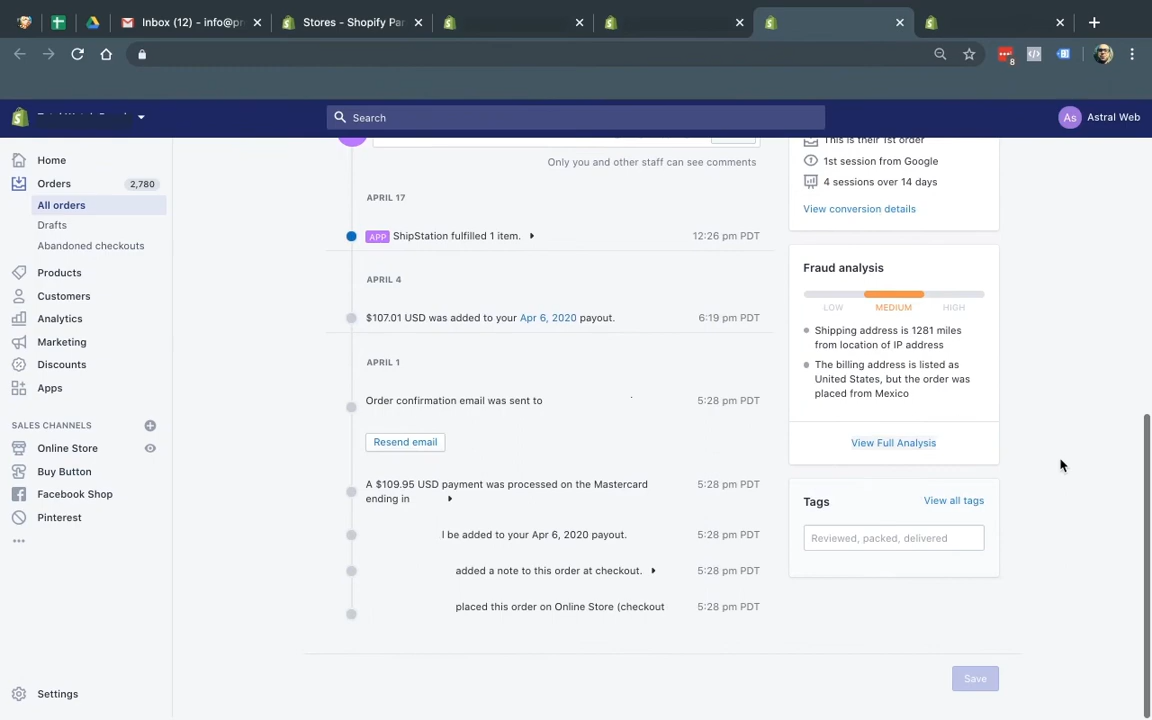 Inbox (12) - info@pr
Stores - Shopify Par
8
Search
As Astral Web
Home
Orders 2,780
All orders
Drafts
Abandoned checkouts
Products
Customers
Analytics
Marketing
Discounts
Apps
SALES CHANNELS
Online Store
Buy Button
Facebook Shop
Pinterest
Settings
Only you and other staff can see comments
APRIL 17
APP ShipStation fulfilled 1 item. 12:26 pm PDT
APRIL 4
$107.01 USD was added to your Apr 6, 2020 payout. 6:19 pm PDT
APRIL 1
Order confirmation email was sent to 5:28 pm PDT
Resend email
A $109.95 USD payment was processed on the Mastercard 5:28 pm PDT
ending in
l be added to your Apr 6, 2020 payout. 5:28 pm PDT
added a note to this order at checkout. 5:28 pm PDT
placed this order on Online Store (checkout 5:28 pm PDT
This is their 1st order
1st session from Google
4 sessions over 14 days
View conversion details
Fraud analysis
LOW MEDIUM HIGH
Shipping address is 1281 miles
from location of IP address
The billing address is listed as
United States, but the order was
placed from Mexico
View Full Analysis
Tags View all tags
Reviewed, packed, delivered
Save